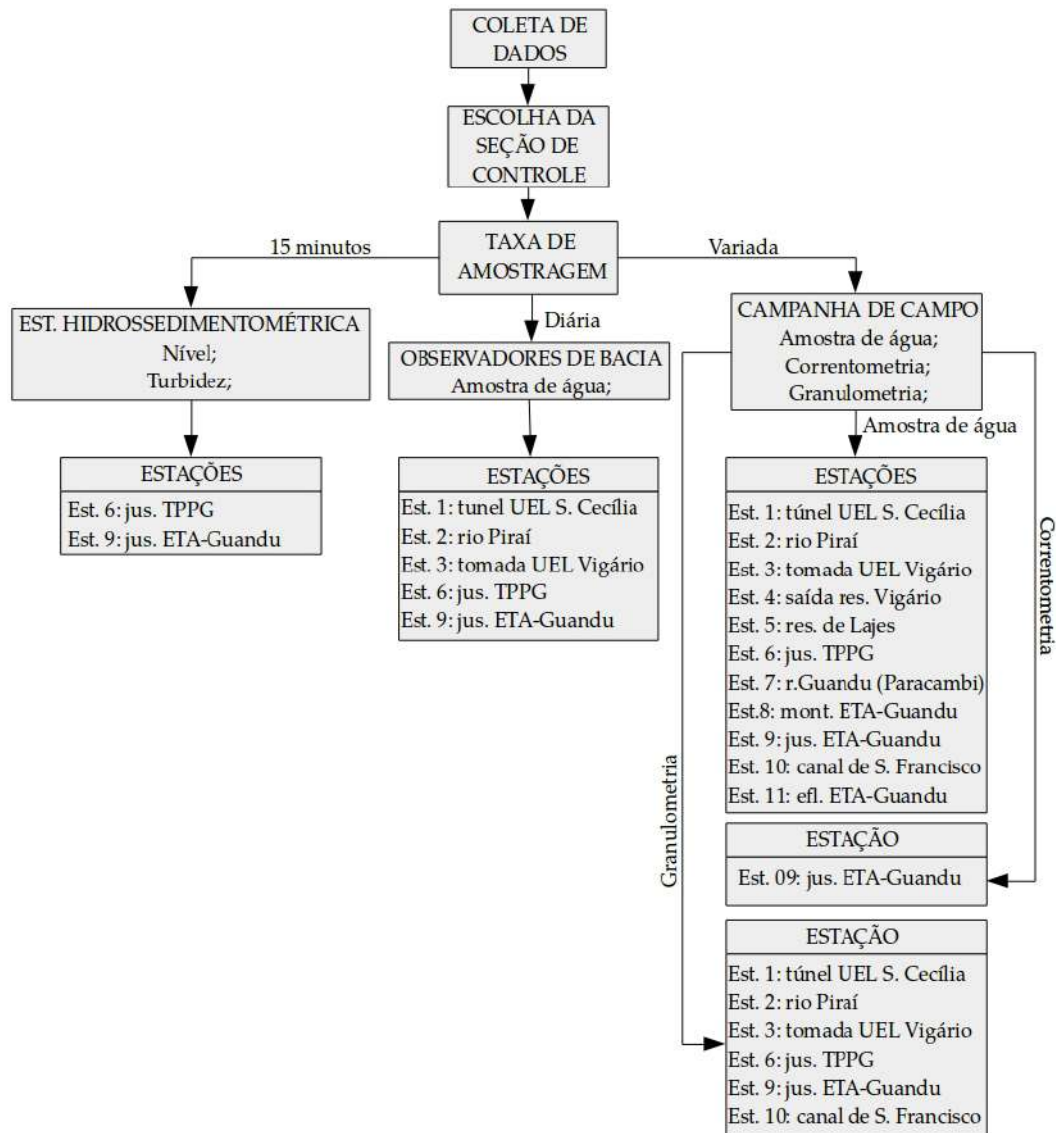 COLETA DE
DADOS
ESCOLHA DA
SEÇÃO DE
CONTROLE
15 minutos
TAXA DE
AMOSTRAGEM
Variada
EST. HIDROSSEDIMENTOMÉTRICA
Nível;
Turbidez;
Diária
OBSERVADORES DE BACIA
Amostra de água;
CAMPANHA DE CAMPO
Amostra de água;
Correntometria;
Granulometria;
Amostra de água
ESTAÇÕES
Est. 6: jus. TPPG
Est. 9: jus. ETA-Guandu
ESTAÇÕES
Est. 1: tunel UEL S. Cecília
Est. 2: rio Piraí
Est. 3: tomada UEL Vigário
Est. 6: jus. TPPG
Est. 9: jus. ETA-Guandu
ESTAÇÕES
Est. 1: túnel UEL S. Cecília
Est. 2: rio Piraí
Est. 3: tomada UEL Vigário
Est. 4: saída res. Vigário
Est. 5: res. de Lajes
Est. 6: jus. TPPG
Est. 7: r.Guandu (Paracambi)
Est.8: mont. ETA-Guandu
Est. 9: jus. ETA-Guandu
Est. 10: canal de S. Francisco
Est. 11: efl. ETA-Guandu
Correntometria
Granulometria
ESTAÇÃO
Est. 09: jus. ETA-Guandu
ESTAÇÃO
Est. 1: túnel UEL S. Cecília
Est. 2: rio Piraí
Est. 3: tomada UEL Vigário
Est. 6: jus. TPPG
Est. 9: jus. ETA-Guandu
Est. 10: canal de S. Francisco